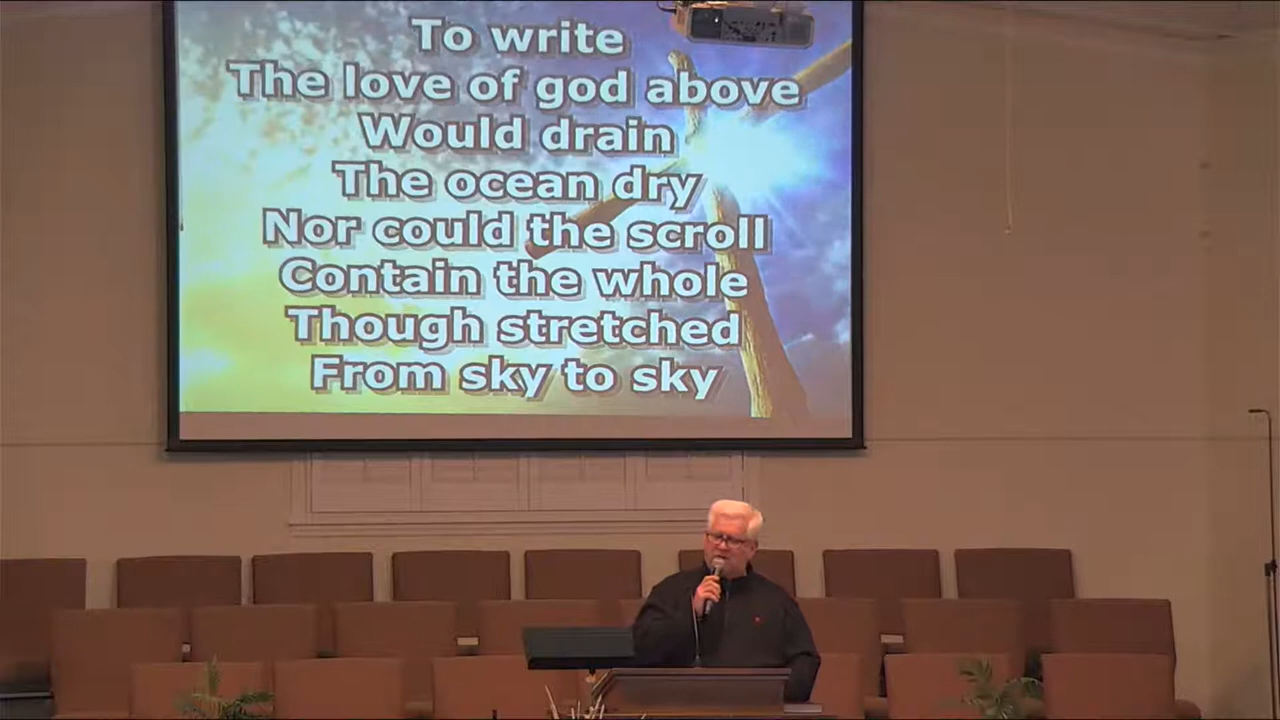 To write
The love of god above
Would drain
The ocean dry
Nor could the scroll
Contain the whole
Though stretched
From sky to sky